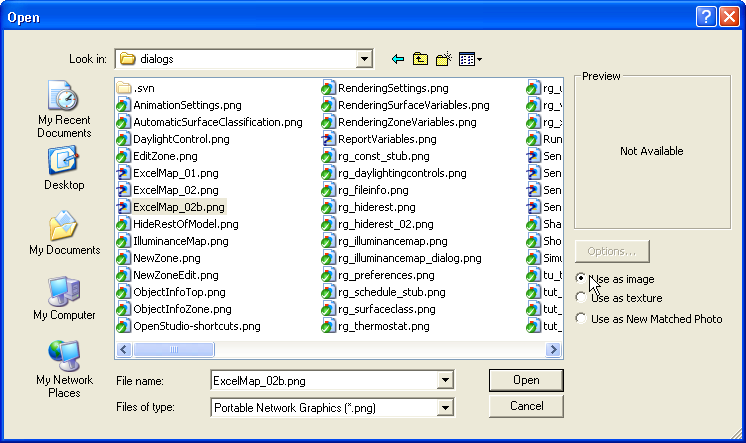 Open
Look in: dialogs
My Recent
Documents
Desktop
My Documents
My Computer
My Network
Places
.svn
AnimationSettings.png
AutomaticSurfaceClassification.png
DaylightControl.png
EditZone.png
ExcelMap_01.png
ExcelMap_02.png
ExcelMap_02b.png
HideRestOfModel.png
IlluminanceMap.png
NewZone.png
NewZoneEdit.png
ObjectInfoTop.png
ObjectInfoZone.png
OpenStudio-shortcuts.png
RenderingSettings.png
RenderingSurfaceVariables.png
RenderingZoneVariables.png
ReportVariables.png
rg_const_stub.png
rg_daylightingcontrols.png
rg_fileinfo.png
rg_hiderest.png
rg_hiderest_02.png
rg_illuminancemap.png
rg_illuminancemap_dialog.png
rg_preferences.png
rg_schedule_stub.png
rg_surfaceclass.png
rg_thermostat.png
rg_
rg_
rg_
Run
Sen
Sen
Sen
Sen
Sha
Sho
Simu
tu_t
tut_
tut_
tut_
Preview
Not Available
Options...
Use as image
Use as texture
Use as New Matched Photo
File name: ExcelMap_02b.png
Open
Files of type: Portable Network Graphics (*.png)
Cancel